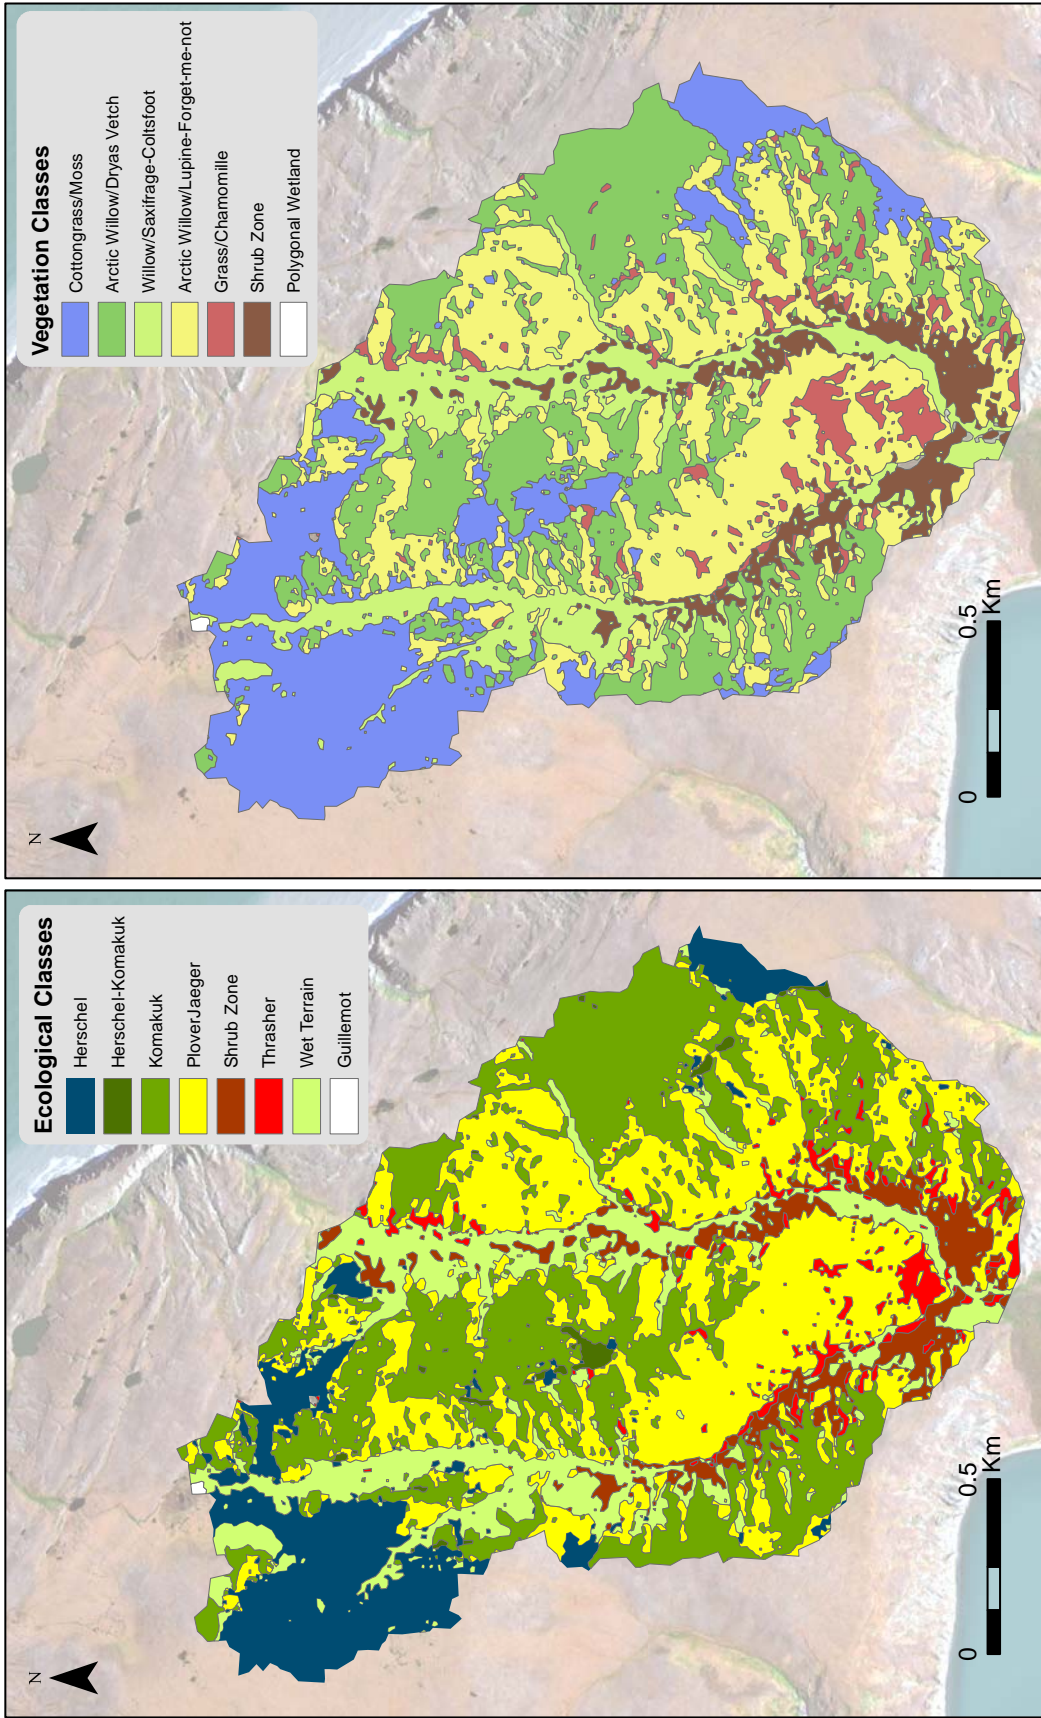 Ecological Classes
Herschel
Herschel-Komakuk
Komakuk
PloverJaeger
Shrub Zone
Thrasher
Wet Terrain
Guillemot
N
0
0.5
Km
Vegetation Classes
Cottongrass/Moss
Arctic Willow/Dryas Vetch
Willow/Saxifrage-Coltsfoot
Arctic Willow/Lupine-Forget-me-not
Grass/Chamomille
Shrub Zone
Polygonal Wetland
N
0
0.5
Km